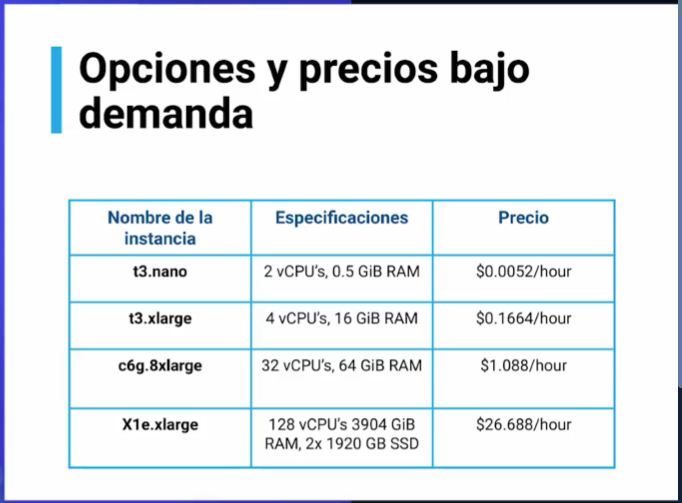 Opciones y precios bajo
demanda
Nombre de la
instancia
Especificaciones
Precio
t3.nano
2 vCPU's, 0.5 GiB RAM
$0.0052/hour
t3.xlarge
4 vCPU's, 16 GiB RAM
$0.1664/hour
c6g.8xlarge
32 vCPU's, 64 GiB RAM
$1.088/hour
X1e.xlarge
128 vCPU's 3904 GiB
RAM, 2x 1920 GB SSD
$26.688/hour